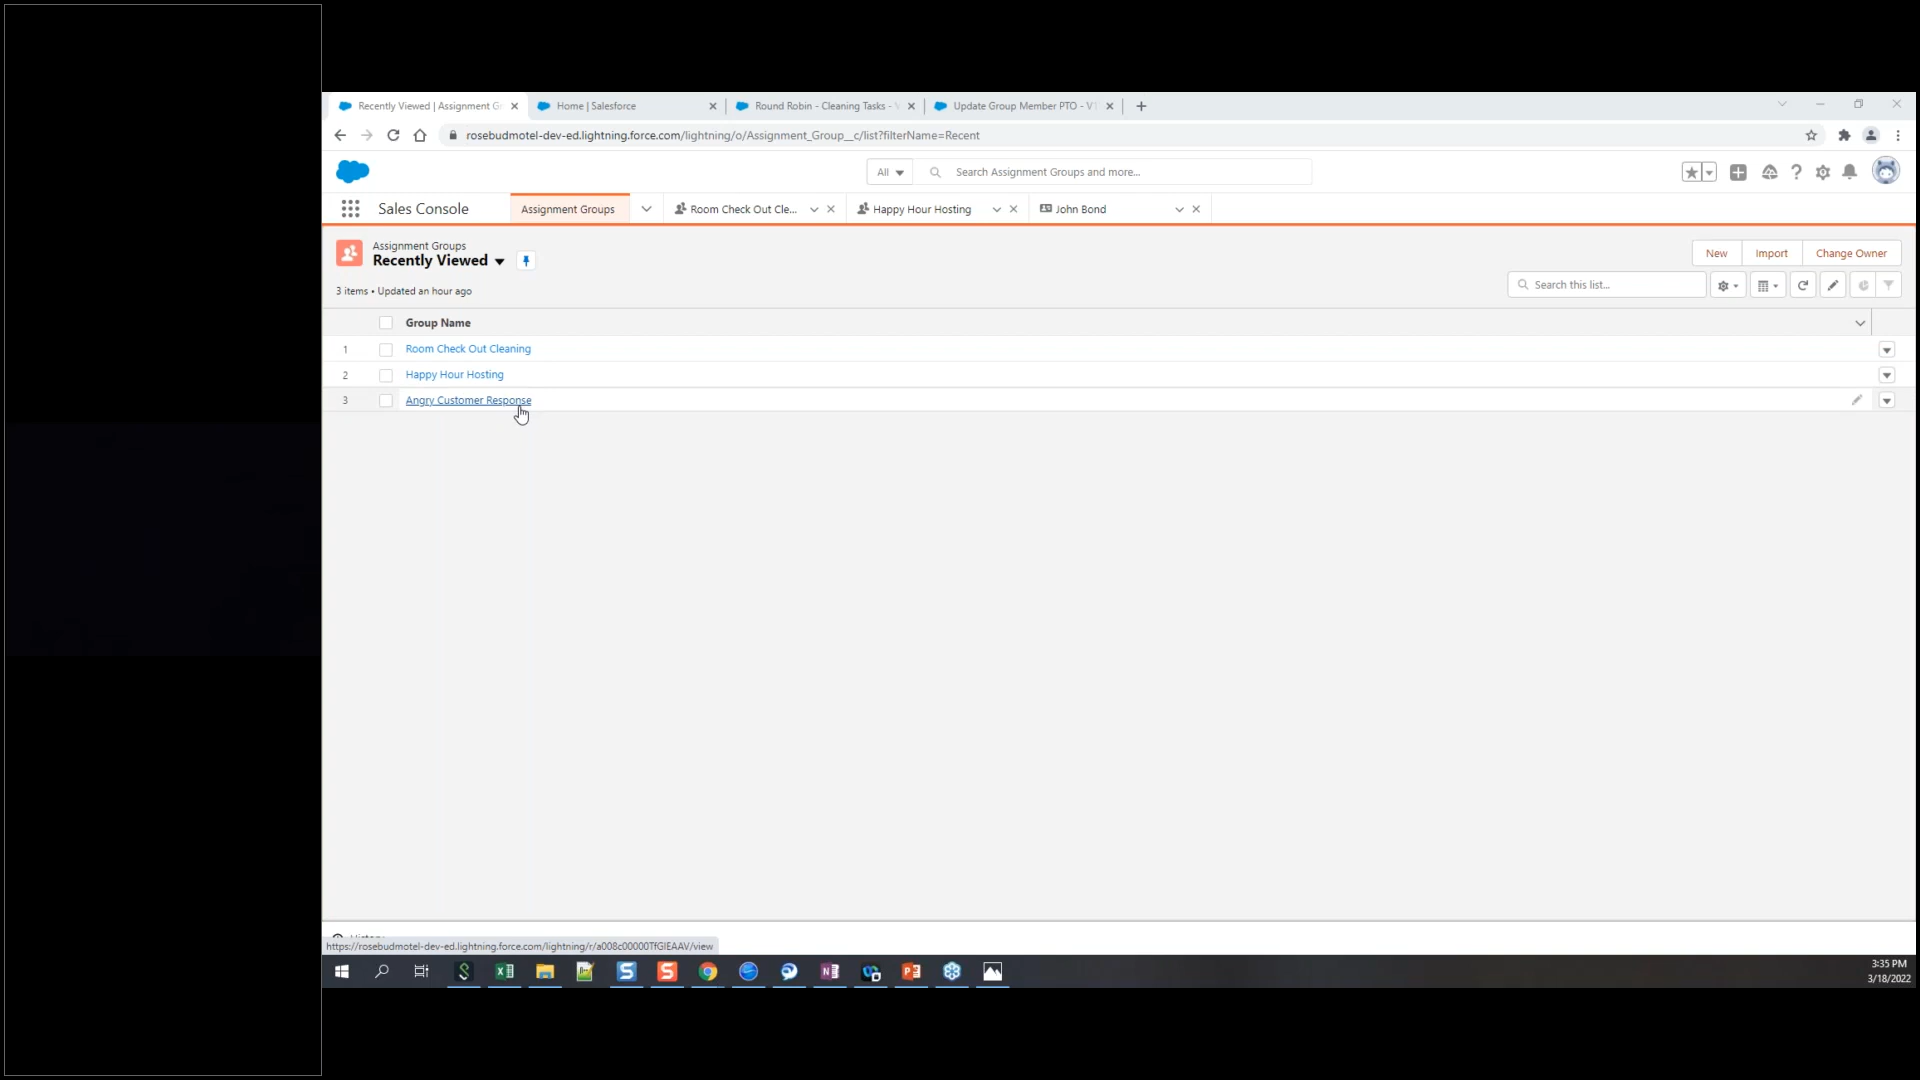 Recently Viewed | Assignment G
Home | Salesforce
Round Robin - Cleaning Tasks - V
Update Group Member PTO - V1
rosebudmotel-dev-ed.lightning.force.com/lightning/o/Assignment_Group__c/list?filterName=Recent
All
Search Assignment Groups and more...
Sales Console
Assignment Groups
Room Check Out Cle...
Happy Hour Hosting
John Bond
Assignment Groups
Recently Viewed
New
Import
Change Owner
3 items • Updated an hour ago
Search this list...
Group Name
1
Room Check Out Cleaning
2
Happy Hour Hosting
3
Angry Customer Response
https://rosebudmotel-dev-ed.lightning.force.com/lightning/r/a008c00000TfGIEAAV/view
3:35 PM
3/18/2022